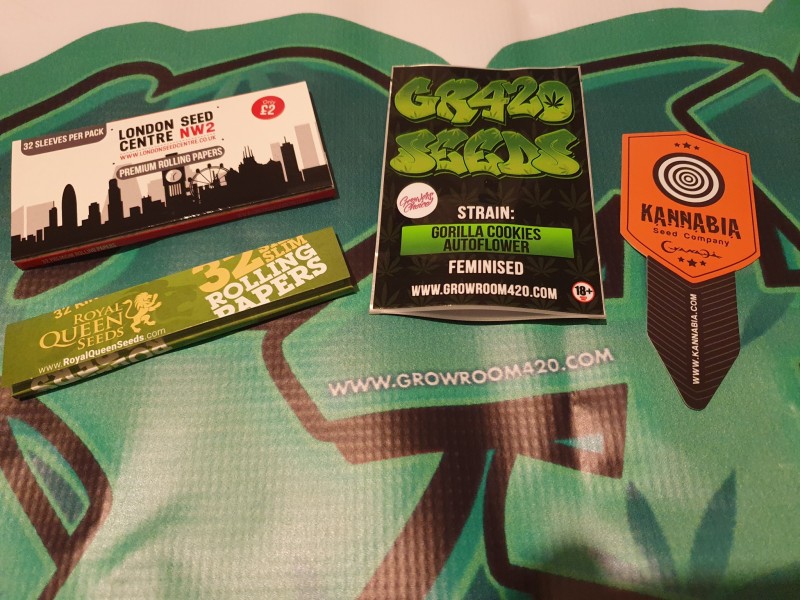 32 SLEEVES PER PACK
LONDON SEED
CENTRE NW2
WWW.LONDONSEEDCENTRE.CO.UK
PREMIUM ROLLING PAPERS
Only
£2
ROYAL
QUEEN
SEEDS
www.RoyalQueenSeeds.com
32
SLIM
ROLLING
PAPERS
GR420
SEEDS
Growers
Choice
STRAIN:
GORILLA COOKIES
AUTOFLOWER
FEMINISED
WWW.GROWROOM420.COM
18+
KANNABIA
Seed Company
WWW.KANNABIA.COM
WWW.GROWROOM420.COM